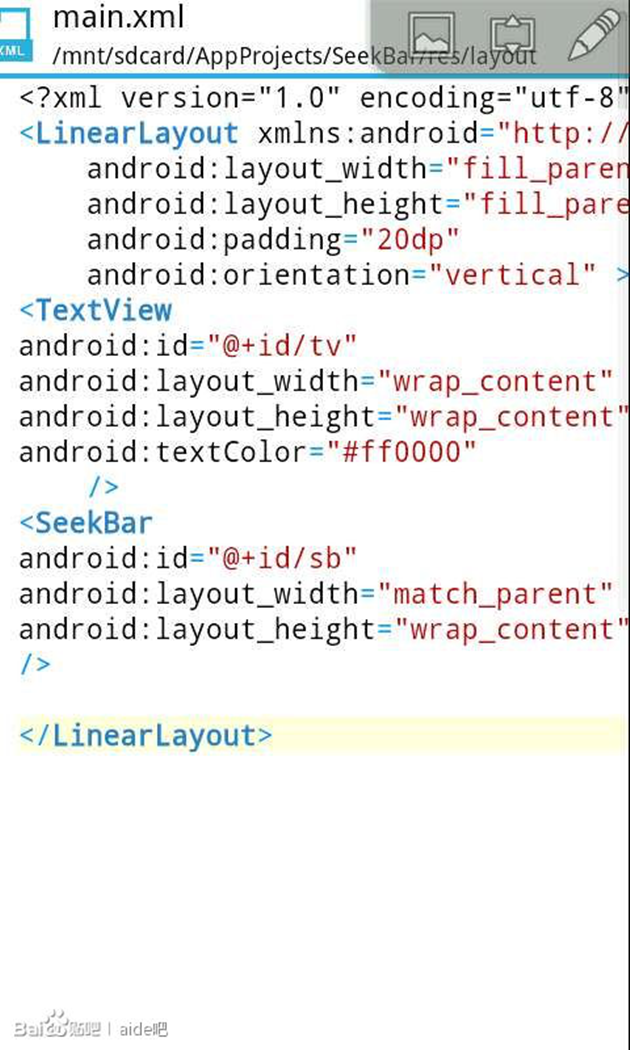 main.xml
XML
/mnt/sdcard/AppProjects/SeekBar/res/layout
<?xml version="1.0" encoding="utf-8"
<LinearLayout xmlns:android="http://
android:layout_width="fill_paren
android:layout_height="fill_pare
android:padding="20dp"
android:orientation="vertical" >
<TextView
android:id="@+id/tv"
android:layout_width="wrap_content"
android:layout_height="wrap_content"
android:textColor="#ff0000"
/>
<SeekBar
android:id="@+id/sb"
android:layout_width="match_parent"
android:layout_height="wrap_content"
/>
</LinearLayout>
Bai贴吧 | aide吧